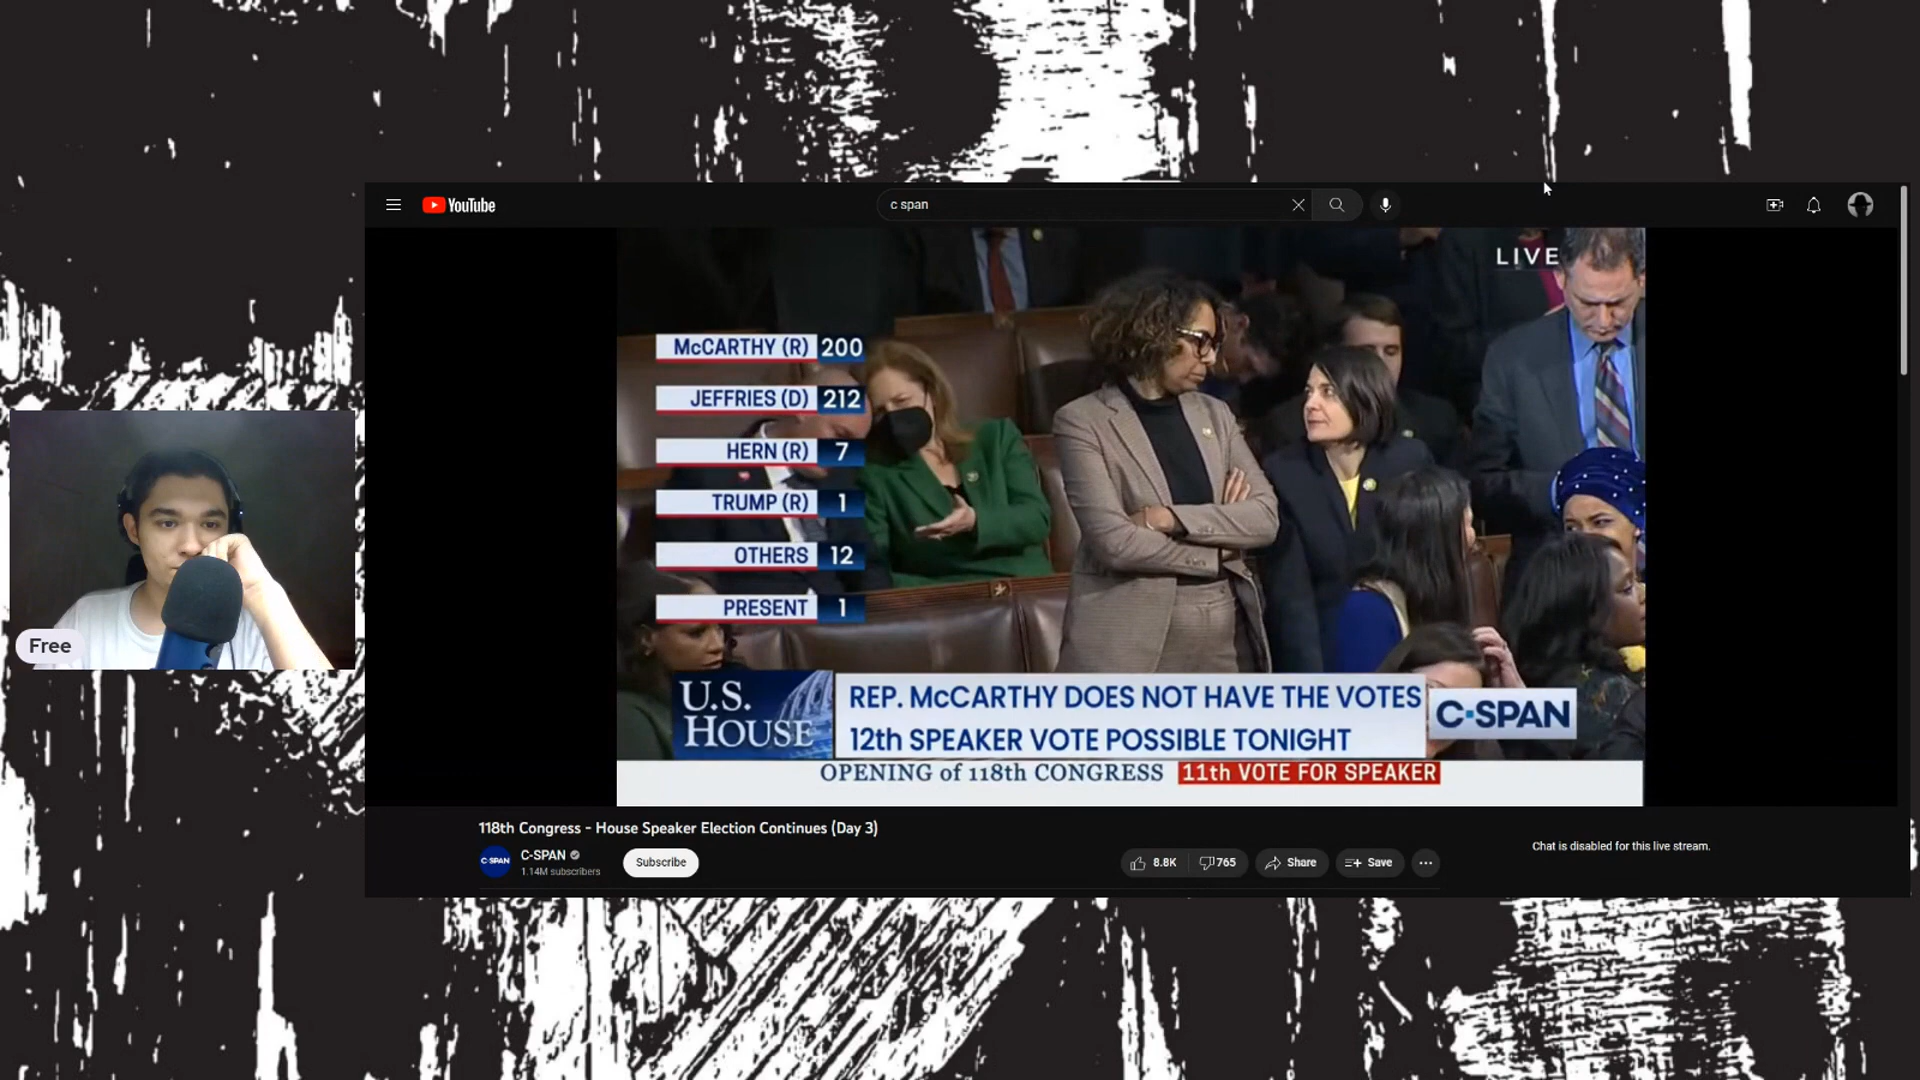 YouTube
c span
LIVE
McCARTHY (R) 200
JEFFRIES (D) 212
HERN (R) 7
TRUMP (R) 1
OTHERS 12
PRESENT 1
Free
U.S. HOUSE
REP. McCARTHY DOES NOT HAVE THE VOTES
12th SPEAKER VOTE POSSIBLE TONIGHT
C-SPAN
OPENING of 118th CONGRESS 11th VOTE FOR SPEAKER
118th Congress - House Speaker Election Continues (Day 3)
C-SPAN
C-SPAN
1.14M subscribers
Subscribe
8.8K 765 Share Save
Chat is disabled for this live stream.